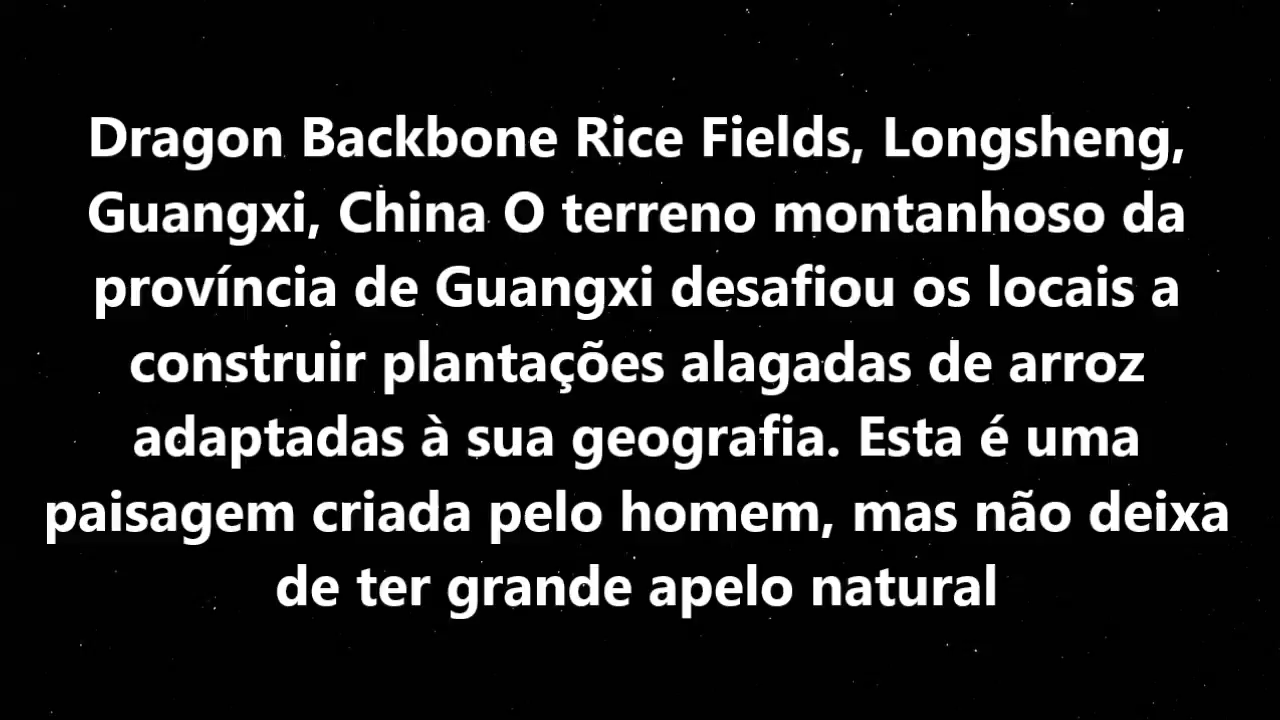 Dragon Backbone Rice Fields, Longsheng,
Guangxi, China O terreno montanhoso da
província de Guangxi desafiou os locais a
construir plantações alagadas de arroz
adaptadas à sua geografia. Esta é uma
paisagem criada pelo homem, mas não deixa
de ter grande apelo natural